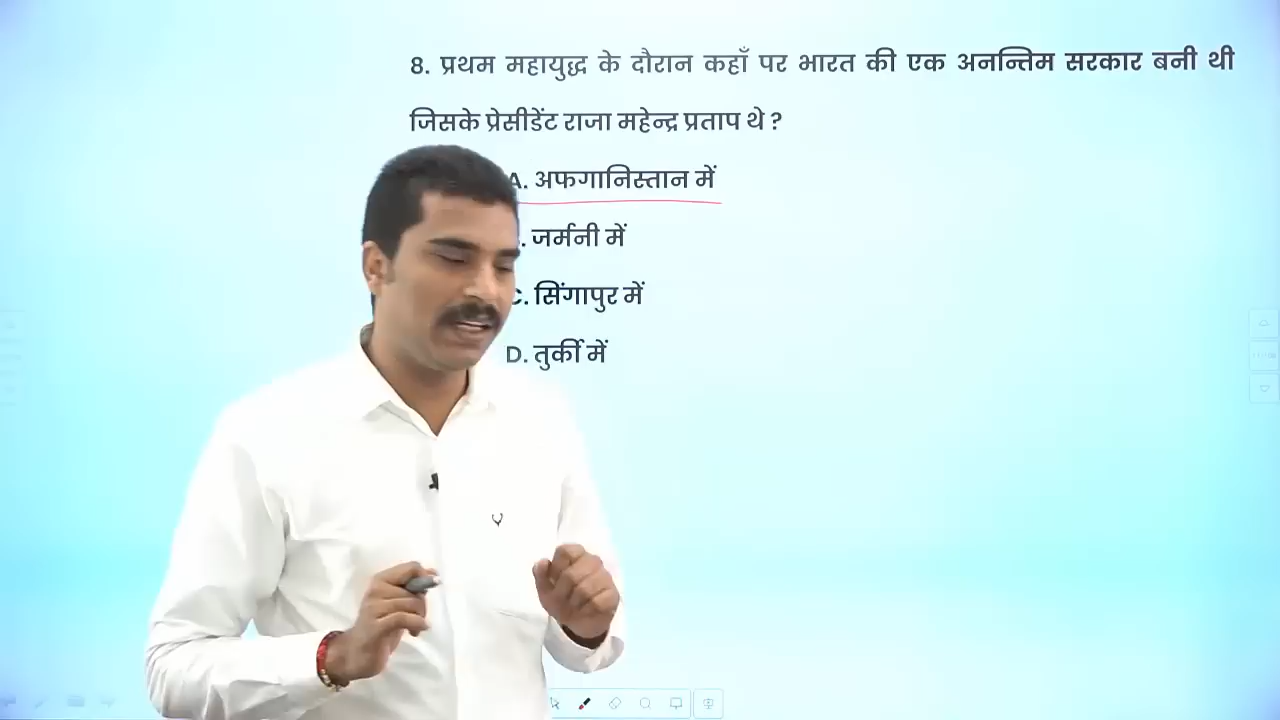 8. प्रथम महायुद्ध के दौरान कहाँ पर भारत की एक अनन्तिम सरकार बनी थी
जिसके प्रेसीडेंट राजा महेन्द्र प्रताप थे ?
A. अफगानिस्तान में
. जर्मनी में
C. सिंगापुर में
D. तुर्की में